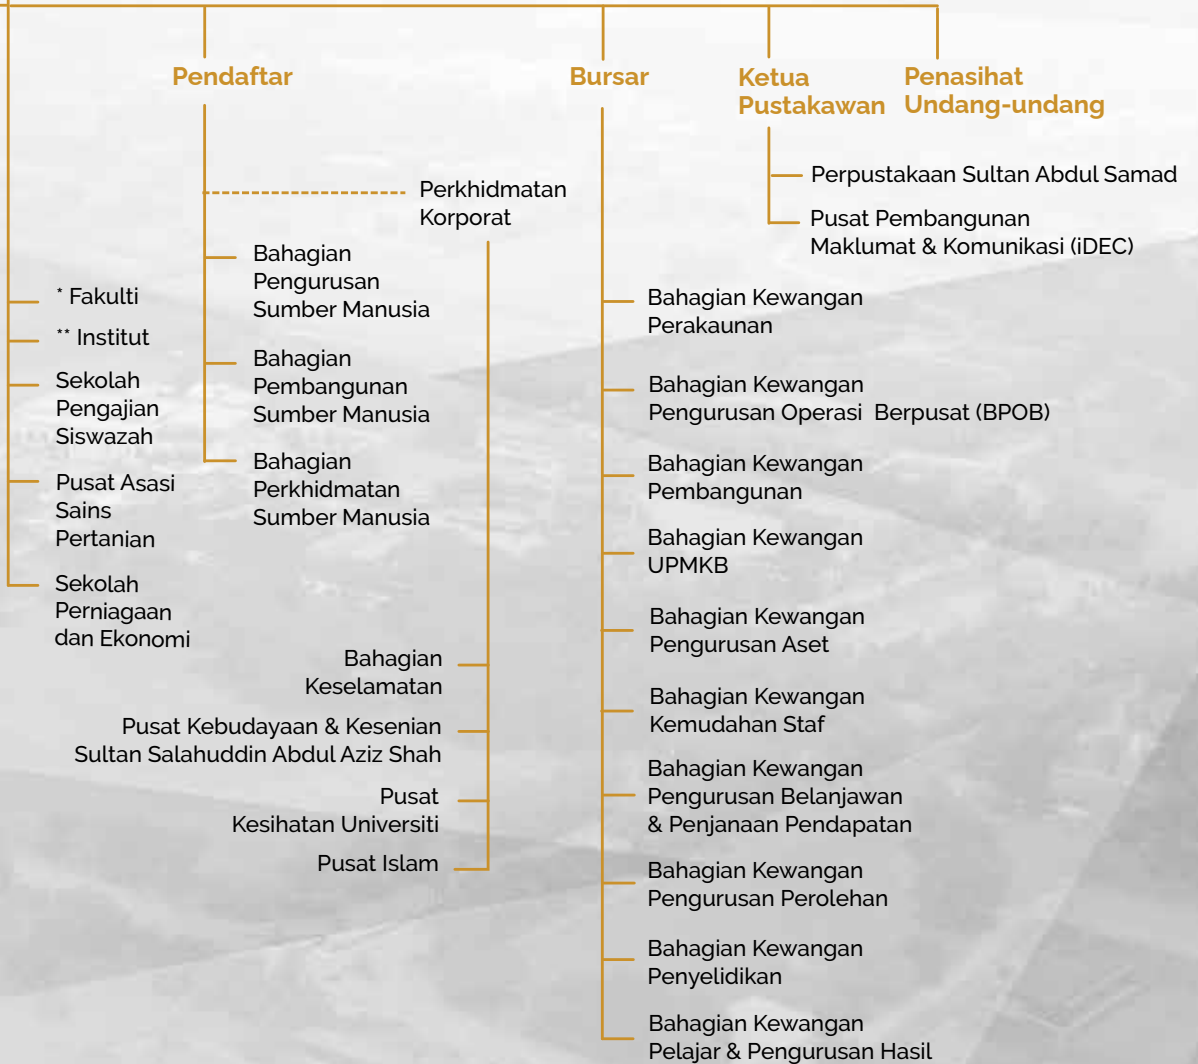 * Fakulti
** Institut
Sekolah
Pengajian
Siswazah
Pusat Asasi
Sains
Pertanian
Sekolah
Perniagaan
dan Ekonomi
Pendaftar
Perkhidmatan
Korporat
Bahagian
Pengurusan
Sumber Manusia
Bahagian
Pembangunan
Sumber Manusia
Bahagian
Perkhidmatan
Sumber Manusia
Bahagian
Keselamatan
Pusat Kebudayaan & Kesenian
Sultan Salahuddin Abdul Aziz Shah
Pusat
Kesihatan Universiti
Pusat Islam
Bursar
Bahagian Kewangan
Perakaunan
Bahagian Kewangan
Pengurusan Operasi Berpusat (BPOB)
Bahagian Kewangan
Pembangunan
Bahagian Kewangan
UPMKB
Bahagian Kewangan
Pengurusan Aset
Bahagian Kewangan
Kemudahan Staf
Bahagian Kewangan
Pengurusan Belanjawan
& Penjanaan Pendapatan
Bahagian Kewangan
Pengurusan Perolehan
Bahagian Kewangan
Penyelidikan
Bahagian Kewangan
Pelajar & Pengurusan Hasil
Ketua
Pustakawan
Perpustakaan Sultan Abdul Samad
Pusat Pembangunan
Maklumat & Komunikasi (iDEC)
Penasihat
Undang-undang